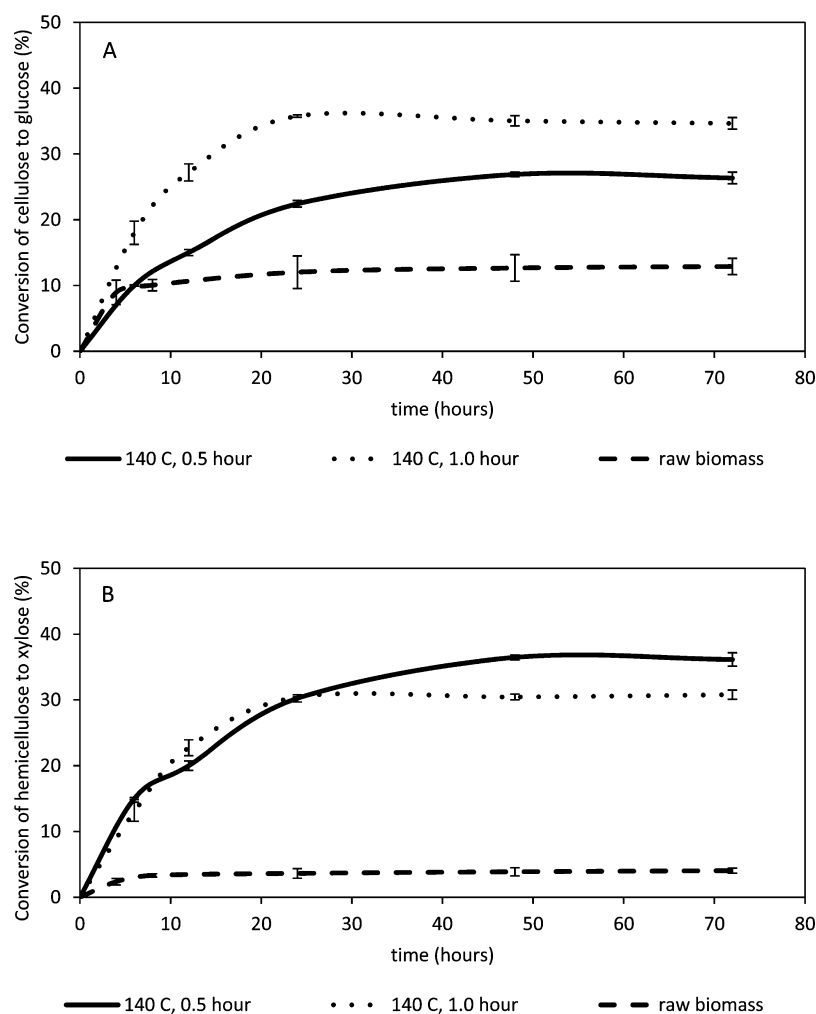 A
Conversion of cellulose to glucose (%)
50
40
30
20
10
0
0 10 20 30 40 50 60 70 80
time (hours)
140 C, 0.5 hour 140 C, 1.0 hour raw biomass
B
Conversion of hemicellulose to xylose (%)
50
40
30
20
10
0
0 10 20 30 40 50 60 70 80
time (hours)
140 C, 0.5 hour 140 C, 1.0 hour raw biomass